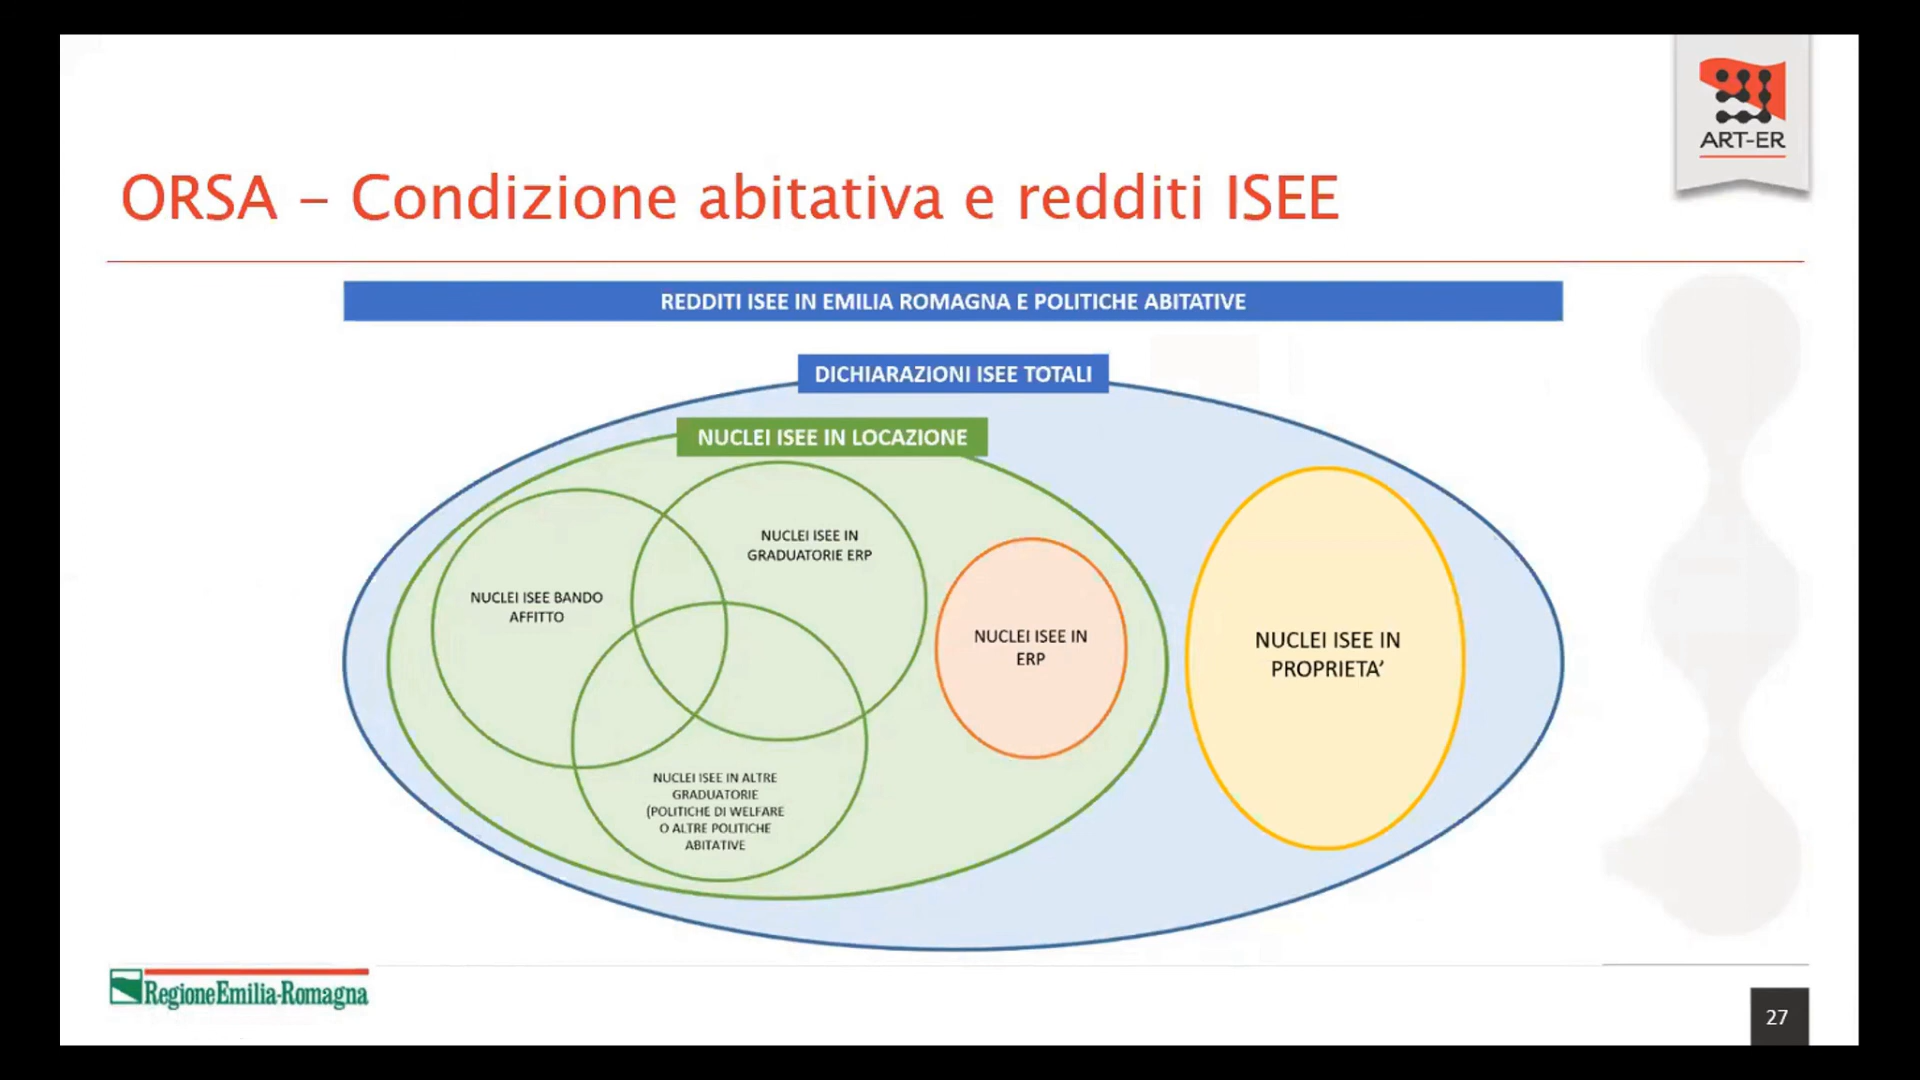 ART-ER
ORSA – Condizione abitativa e redditi ISEE
REDDITI ISEE IN EMILIA ROMAGNA E POLITICHE ABITATIVE
DICHIARAZIONI ISEE TOTALI
NUCLEI ISEE IN LOCAZIONE
NUCLEI ISEE IN
GRADUATORIE ERP
NUCLEI ISEE BANDO
AFFITTO
NUCLEI ISEE IN
ERP
NUCLEI ISEE IN
PROPRIETA’
NUCLEI ISEE IN ALTRE
GRADUATORIE
(POLITICHE DI WELFARE
O ALTRE POLITICHE
ABITATIVE
RegioneEmilia-Romagna
27